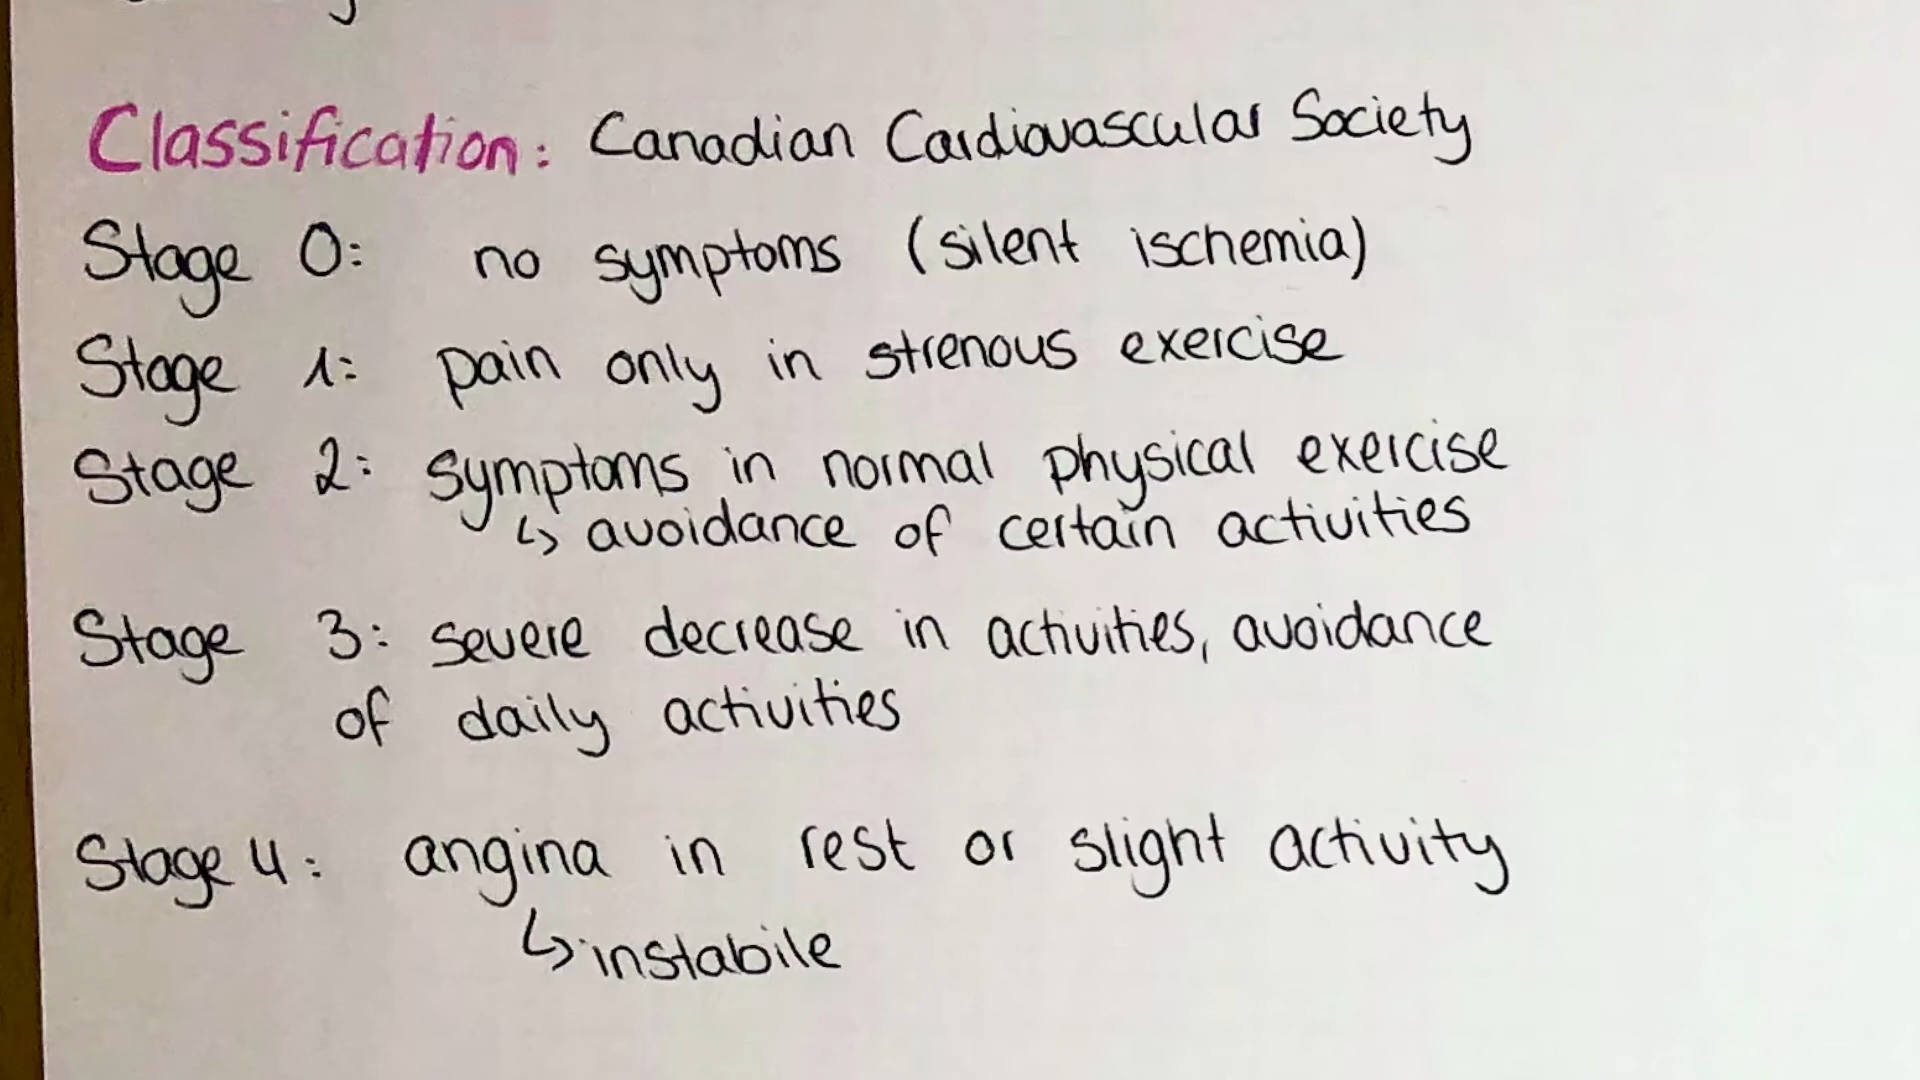 Classification: Canadian Cardiovascular Society
Stage 0: no symptoms (silent ischemia)
Stage 1: pain only in strenous exercise
Stage 2: symptoms in normal physical exercise
↳ avoidance of certain activities
Stage 3: severe decrease in activities, avoidance
of daily activities
Stage 4: angina in rest or slight activity
↳ instabile